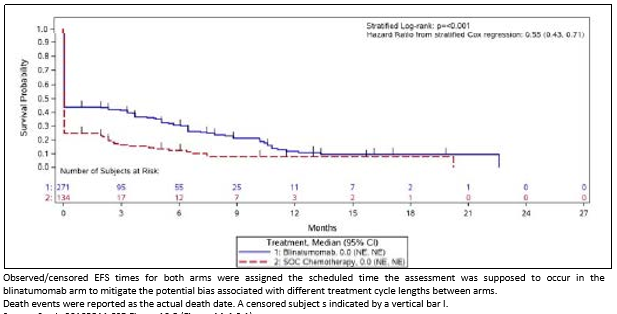 Stratified Log-rank: p=<0.001
Hazard Ratio from stratified Cox regression: 0.55 (0.43, 0.71)
Survival Probability
1.0
0.9
0.8
0.7
0.6
0.5
0.4
0.3
0.2
0.1
0.0
Number of Subjects at Risk:
1: 271 95 55 25 11 7 2 1 0 0
2: 134 17 12 7 3 2 1 0 0 0
0 3 6 9 12 15 18 21 24 27
Months
Treatment, Median (95% CI)
1: Blinatumomab, 0.0 (NE, NE)
2: SOC Chemotherapy, 0.0 (NE, NE)
Observed/censored EFS times for both arms were assigned the scheduled time the assessment was supposed to occur in the
blinatumomab arm to mitigate the potential bias associated with different treatment cycle lengths between arms.
Death events were reported as the actual death date. A censored subject s indicated by a vertical bar I.